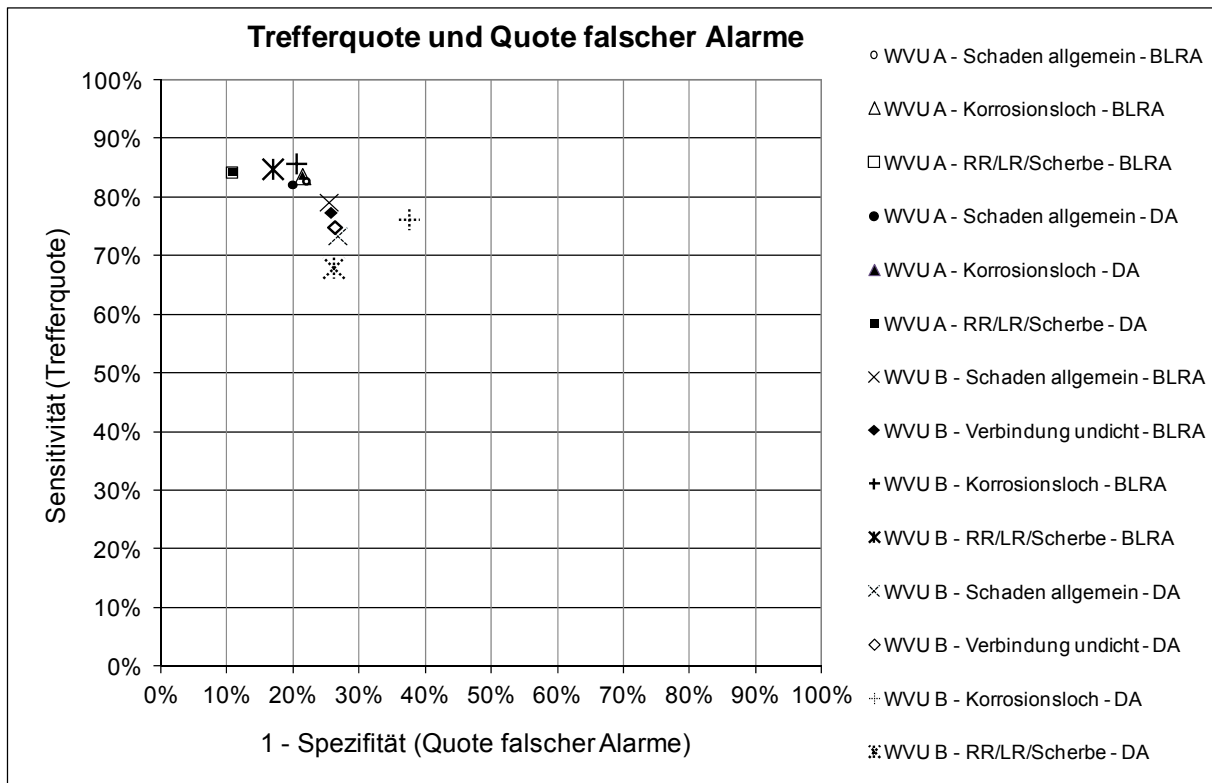 Trefferquote und Quote falscher Alarme
100%
90%
80%
70%
60%
50%
40%
30%
20%
10%
0%
Sensitivität (Trefferquote)
0% 10% 20% 30% 40% 50% 60% 70% 80% 90% 100%
1 - Spezifität (Quote falscher Alarme)
WVU A - Schaden allgemein - BLRA
WVU A - Korrosionsloch - BLRA
WVU A - RR/LR/Scherbe - BLRA
WVU A - Schaden allgemein - DA
WVU A - Korrosionsloch - DA
WVU A - RR/LR/Scherbe - DA
WVU B - Schaden allgemein - BLRA
WVU B - Verbindung undicht - BLRA
WVU B - Korrosionsloch - BLRA
WVU B - RR/LR/Scherbe - BLRA
WVU B - Schaden allgemein - DA
WVU B - Verbindung undicht - DA
WVU B - Korrosionsloch - DA
WVU B - RR/LR/Scherbe - DA